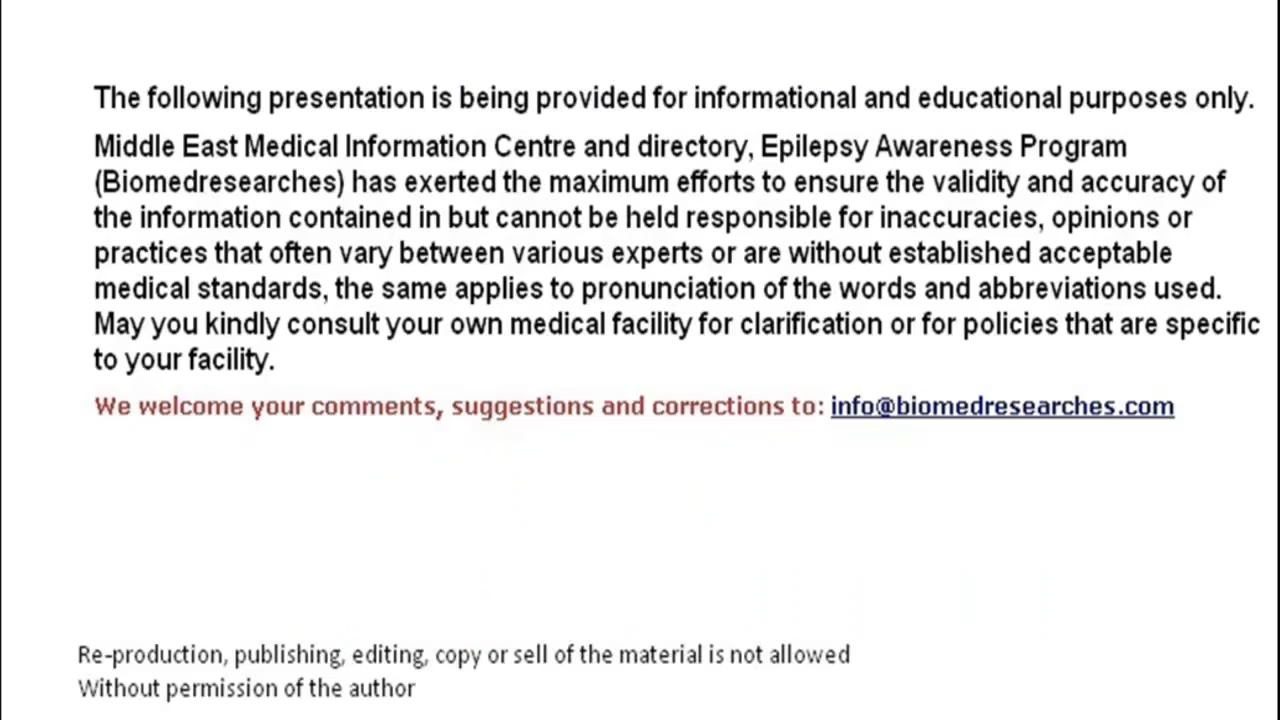 The following presentation is being provided for informational and educational purposes only.
Middle East Medical Information Centre and directory, Epilepsy Awareness Program
(Biomedresearches) has exerted the maximum efforts to ensure the validity and accuracy of
the information contained in but cannot be held responsible for inaccuracies, opinions or
practices that often vary between various experts or are without established acceptable
medical standards, the same applies to pronunciation of the words and abbreviations used.
May you kindly consult your own medical facility for clarification or for policies that are specific
to your facility.
We welcome your comments, suggestions and corrections to: info@biomedresearches.com
Re-production, publishing, editing, copy or sell of the material is not allowed
Without permission of the author